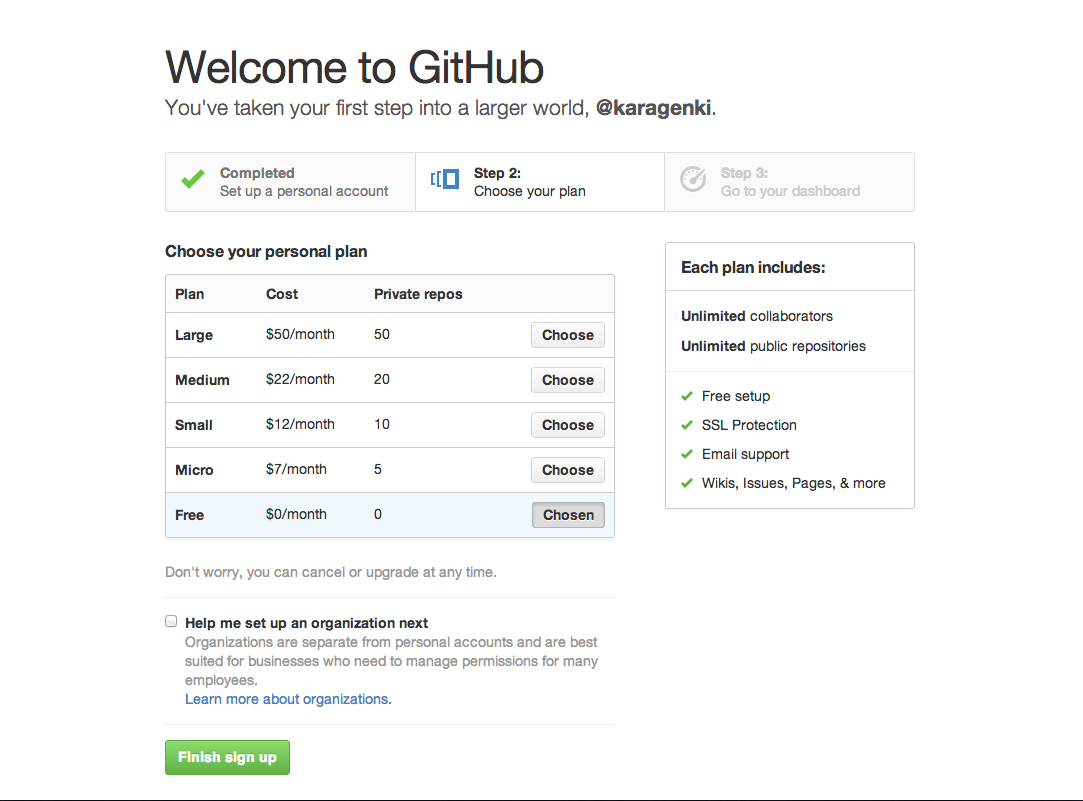 Welcome to GitHub
You've taken your first step into a larger world, @karagenki.
Completed
Set up a personal account
Step 2:
Choose your plan
Step 3:
Go to your dashboard
Choose your personal plan
Plan Cost Private repos
Large $50/month 50 Choose
Medium $22/month 20 Choose
Small $12/month 10 Choose
Micro $7/month 5 Choose
Free $0/month 0 Chosen
Don't worry, you can cancel or upgrade at any time.
Help me set up an organization next
Organizations are separate from personal accounts and are best
suited for businesses who need to manage permissions for many
employees.
Learn more about organizations.
Finish sign up
Each plan includes:
Unlimited collaborators
Unlimited public repositories
Free setup
SSL Protection
Email support
Wikis, Issues, Pages, & more